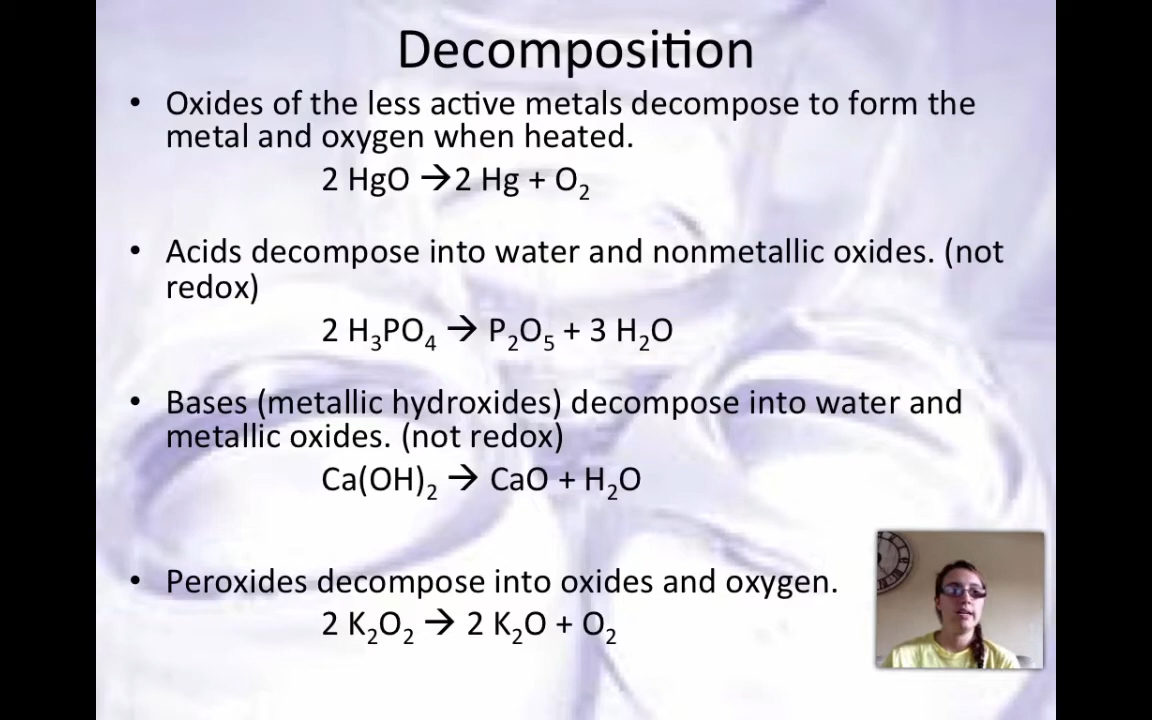 Decomposition
• Oxides of the less active metals decompose to form the
metal and oxygen when heated.
2 HgO →2 Hg + O₂
• Acids decompose into water and nonmetallic oxides. (not
redox)
2 H₃PO₄ → P₂O₅ + 3 H₂O
• Bases (metallic hydroxides) decompose into water and
metallic oxides. (not redox)
Ca(OH)₂ → CaO + H₂O
• Peroxides decompose into oxides and oxygen.
2 K₂O₂ → 2 K₂O + O₂